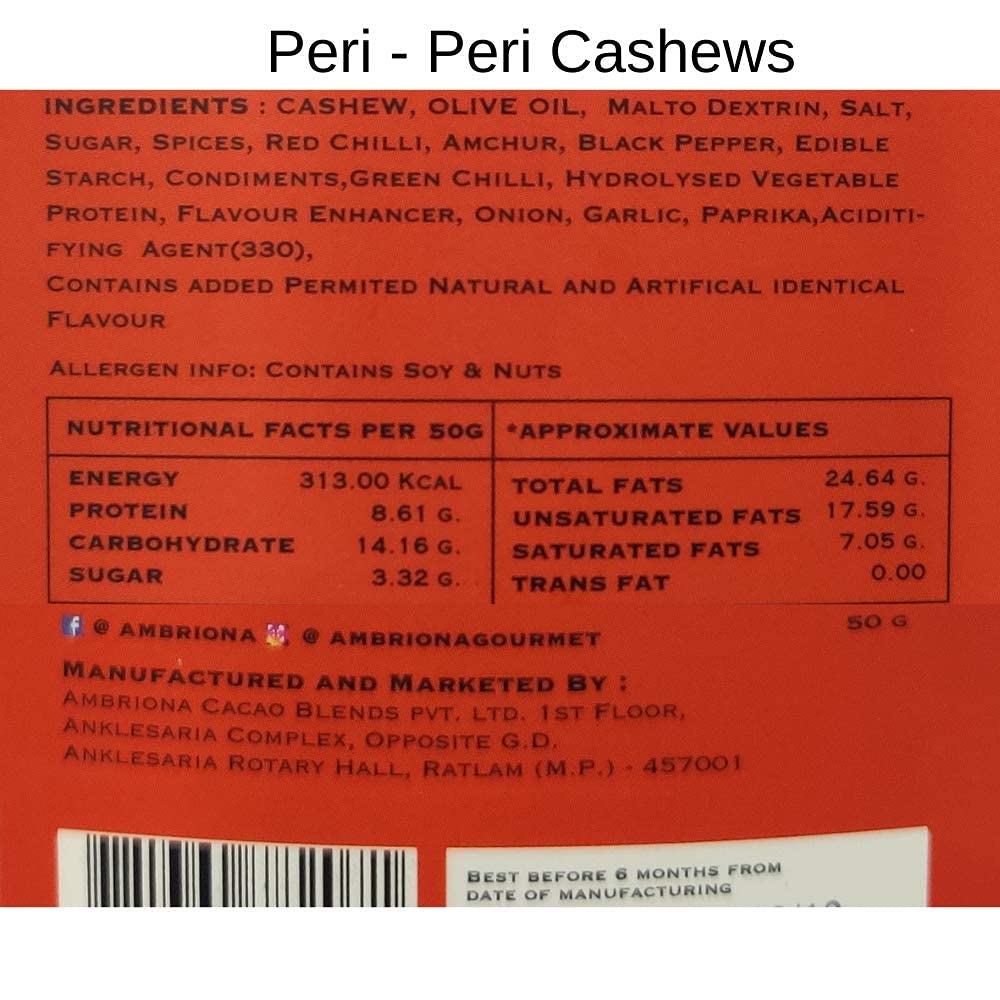 Peri - Peri Cashews
INGREDIENTS : CASHEW, OLIVE OIL, MALTO DEXTRIN, SALT,
SUGAR, SPICES, RED CHILLI, AMCHUR, BLACK PEPPER, EDIBLE
STARCH, CONDIMENTS,GREEN CHILLI, HYDROLYSED VEGETABLE
PROTEIN, FLAVOUR ENHANCER, ONION, GARLIC, PAPRIKA,ACIDITI-
FYING AGENT(330),
CONTAINS ADDED PERMITED NATURAL AND ARTIFICAL IDENTICAL
FLAVOUR
ALLERGEN INFO: CONTAINS SOY & NUTS
NUTRITIONAL FACTS PER 50G *APPROXIMATE VALUES
ENERGY 313.00 KCAL
PROTEIN 8.61 G.
CARBOHYDRATE 14.16 G.
SUGAR 3.32 G.
TOTAL FATS 24.64 G.
UNSATURATED FATS 17.59 G.
SATURATED FATS 7.05 G.
TRANS FAT 0.00
50 G
@ AMBRIONA @ AMBRIONAGOURMET
MANUFACTURED AND MARKETED BY :
AMBRIONA CACAO BLENDS PVT. LTD. 1ST FLOOR,
ANKLESARIA COMPLEX, OPPOSITE G.D.
ANKLESARIA ROTARY HALL, RATLAM (M.P.) - 457001
BEST BEFORE 6 MONTHS FROM
DATE OF MANUFACTURING